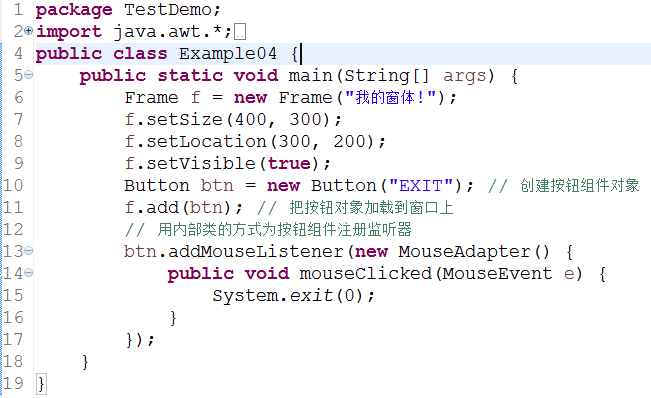 1 package TestDemo;
2 import java.awt.*;
4 public class Example04 {
5     public static void main(String[] args) {
6         Frame f = new Frame("我的窗体!");
7         f.setSize(400, 300);
8         f.setLocation(300, 200);
9         f.setVisible(true);
10         Button btn = new Button("EXIT"); // 创建按钮组件对象
11         f.add(btn); // 把按钮对象加载到窗口上
12         // 用内部类的方式为按钮组件注册监听器
13         btn.addMouseListener(new MouseAdapter() {
14             public void mouseClicked(MouseEvent e) {
15                 System.exit(0);
16             }
17         });
18     }
19 }